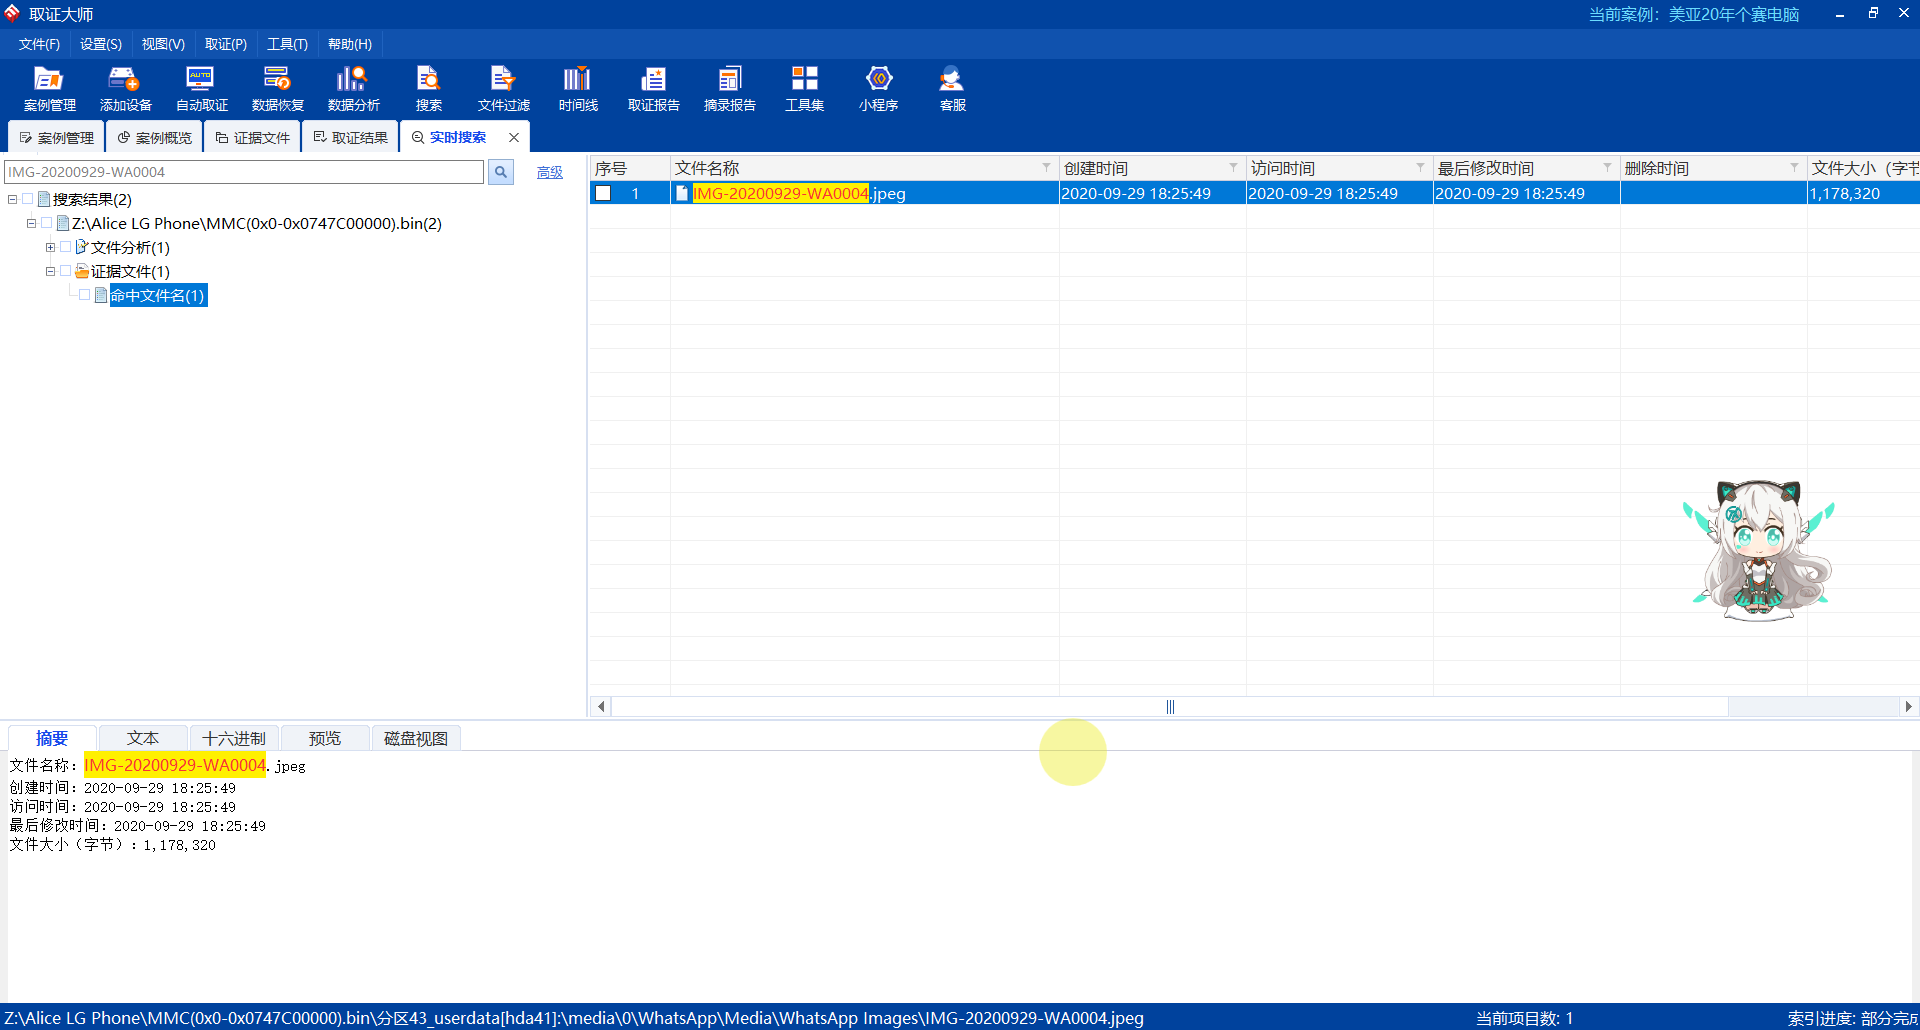 取证大师
当前案例：美亚20年个赛电脑
文件(F) 设置(S) 视图(V) 取证(P) 工具(T) 帮助(H)
案例管理 添加设备 自动取证 数据恢复 数据分析 搜索 文件过滤 时间线 取证报告 摘录报告 工具集 小程序 客服
案例管理 案例概览 证据文件 取证结果 实时搜索
IMG-20200929-WA0004 高级
搜索结果(2)
Z:\Alice LG Phone\MMC(0x0-0x0747C00000).bin(2)
文件分析(1)
证据文件(1)
命中文件名(1)
序号 文件名称 创建时间 访问时间 最后修改时间 删除时间 文件大小（字节
1 IMG-20200929-WA0004.jpeg 2020-09-29 18:25:49 2020-09-29 18:25:49 2020-09-29 18:25:49 1,178,320
摘要 文本 十六进制 预览 磁盘视图
文件名称：IMG-20200929-WA0004.jpeg
创建时间：2020-09-29 18:25:49
访问时间：2020-09-29 18:25:49
最后修改时间：2020-09-29 18:25:49
文件大小（字节）：1,178,320
Z:\Alice LG Phone\MMC(0x0-0x0747C00000).bin\分区43_userdata[hda41]:\media\0\WhatsApp\Media\WhatsApp Images\IMG-20200929-WA0004.jpeg 当前项目数: 1 索引进度: 部分完成